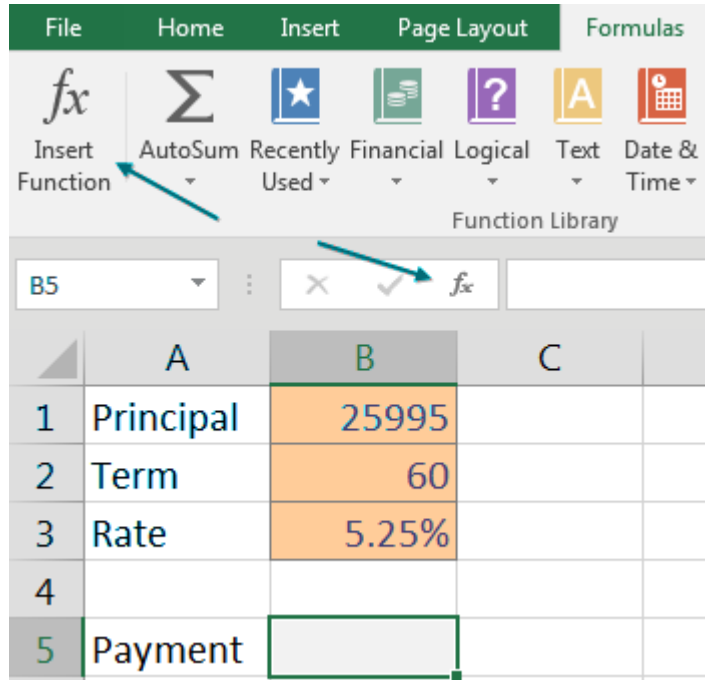 File Home Insert Page Layout Formulas
fx Σ ? A
Insert AutoSum Recently Financial Logical Text Date &
Function Used Time
Function Library
B5 fx
A B C
1 Principal 25995
2 Term 60
3 Rate 5.25%
4
5 Payment